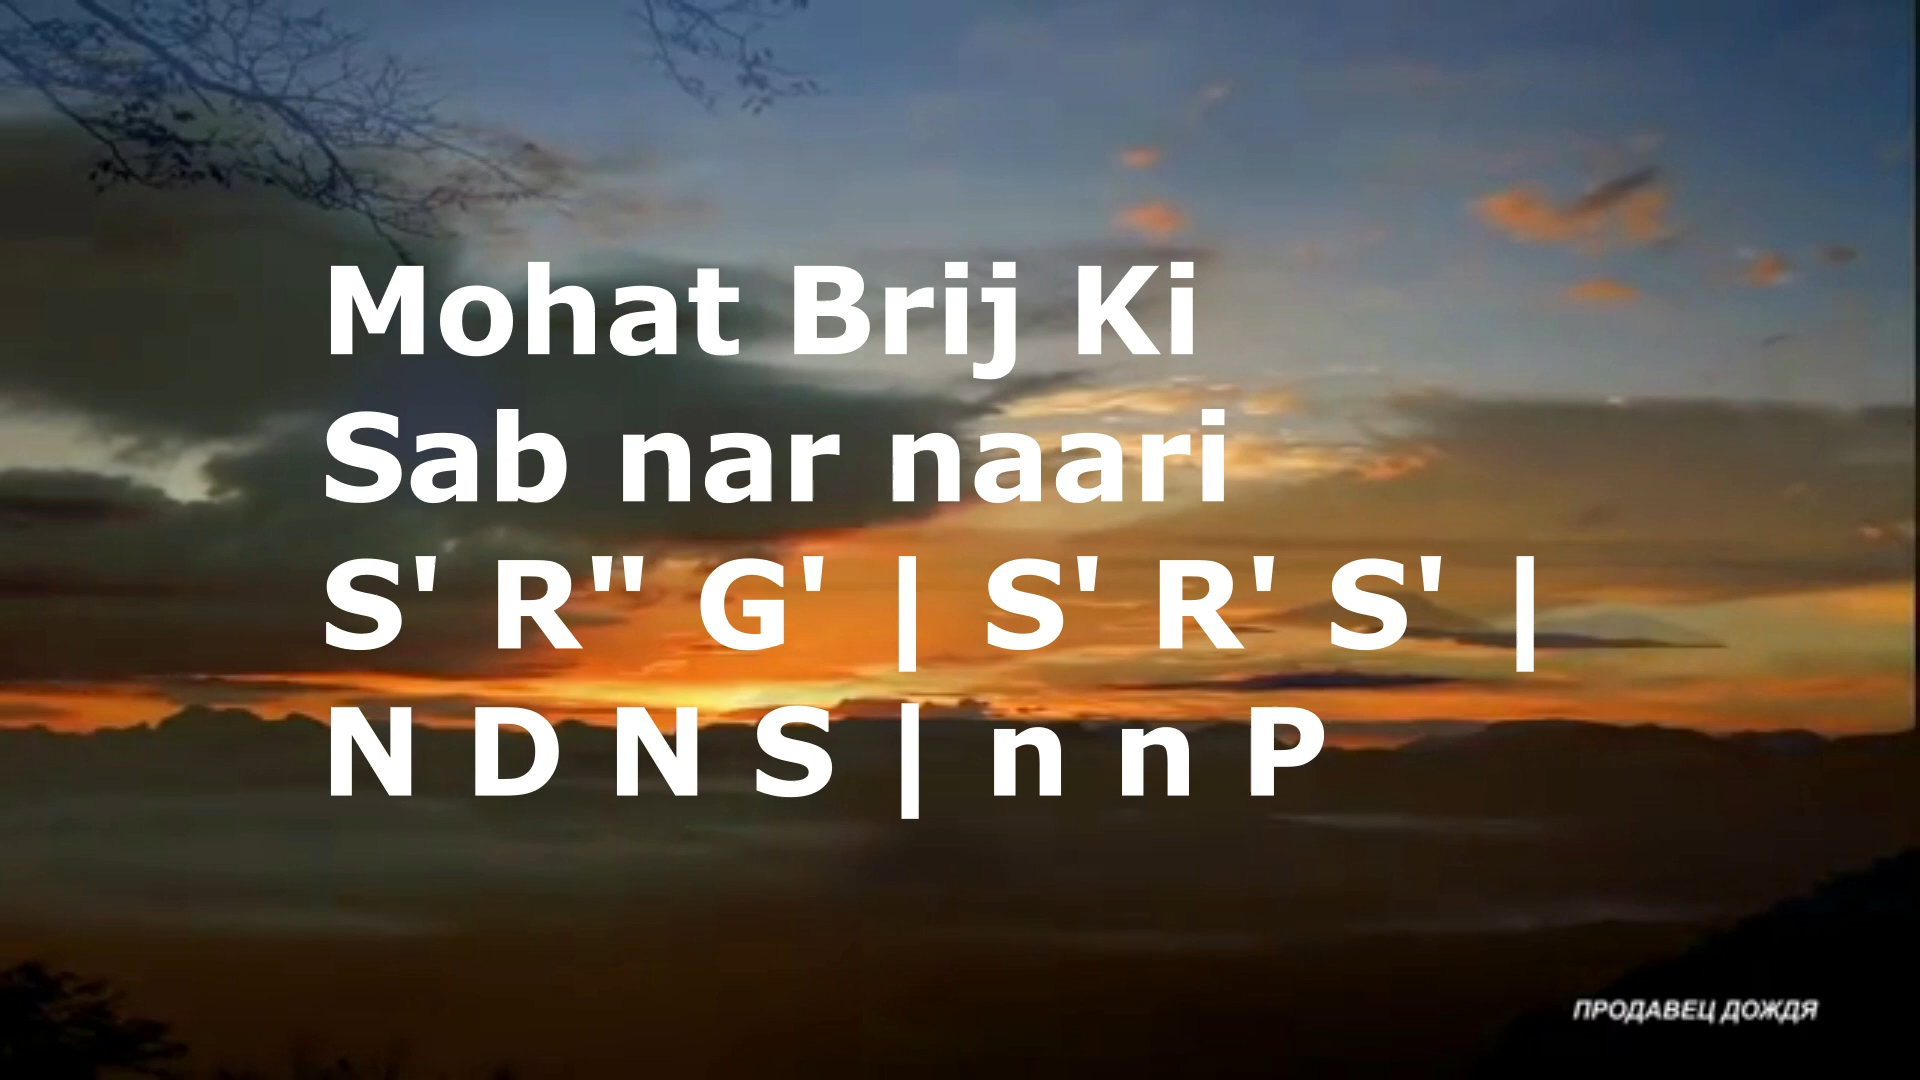 Mohat Brij Ki
Sab nar naari
S' R" G' | S' R' S' |
N D N S | n n P
ПРОДАВЕЦ ДОЖДЯ